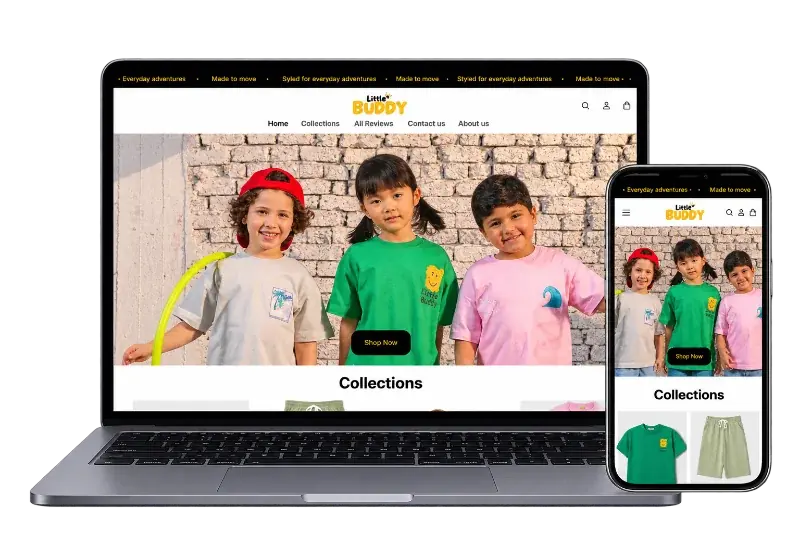 • Everyday adventures • Made to move • Syled for everyday adventures • Made to move • Styled for everyday adventures • Made to move •
Little
BUDDY
Home Collections All Reviews Contact us About us
Little
Buddy
Shop Now
Collections
• Everyday adventures • • Made to move •
Little
BUDDY
Shop Now
Collections